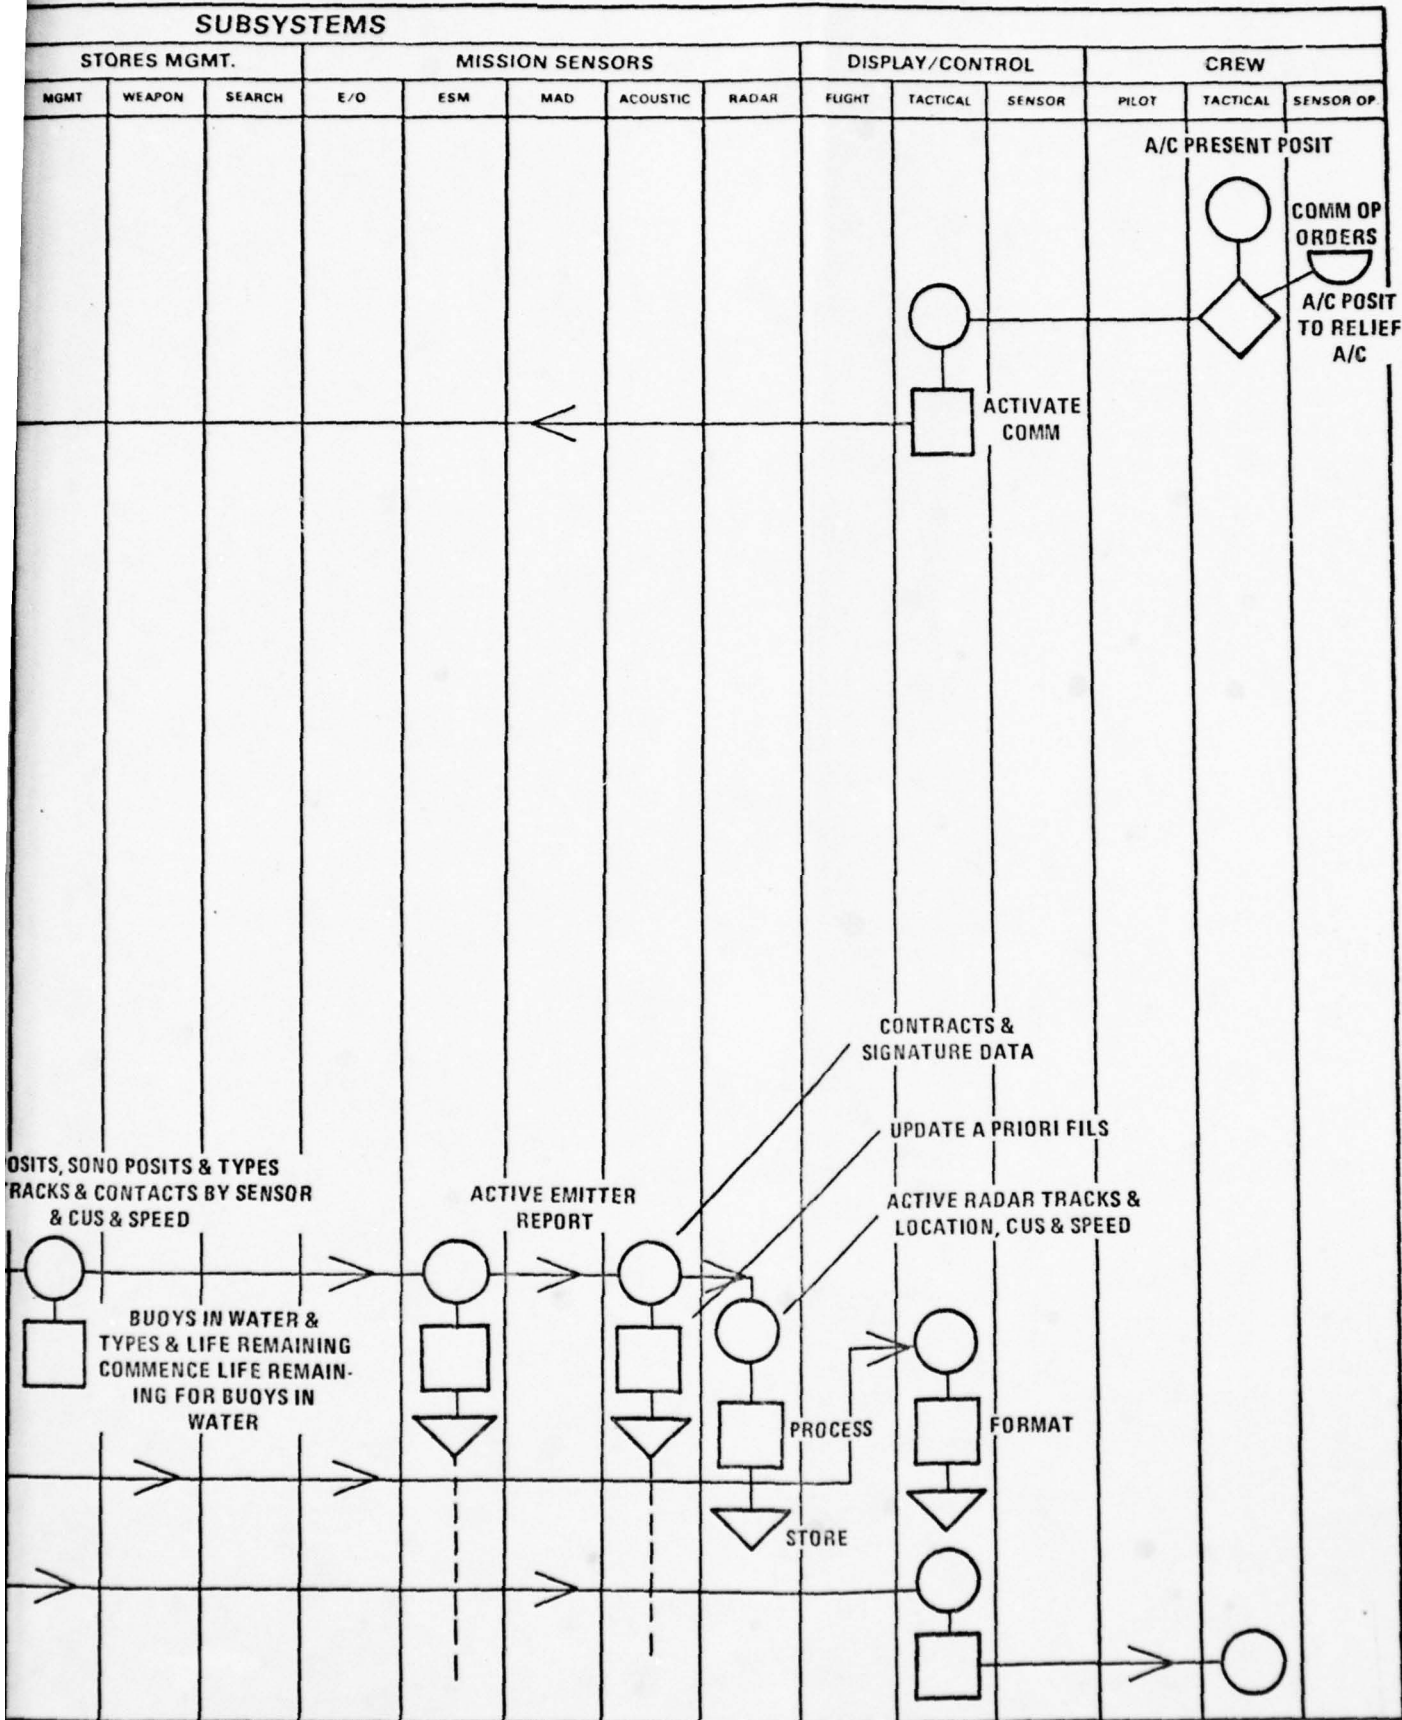 SUBSYSTEMS
STORES MGMT. MISSION SENSORS DISPLAY/CONTROL CREW
MGMT WEAPON SEARCH E/O ESM MAD ACOUSTIC RADAR FLIGHT TACTICAL SENSOR PILOT TACTICAL SENSOR OP
A/C PRESENT POSIT
COMM OP
ORDERS
A/C POSIT
TO RELIEF
A/C
ACTIVATE
COMM
CONTRACTS &
SIGNATURE DATA
UPDATE A PRIORI FILS
OSITS, SONO POSITS & TYPES
RACKS & CONTACTS BY SENSOR
& CUS & SPEED
ACTIVE EMITTER
REPORT
ACTIVE RADAR TRACKS &
LOCATION, CUS & SPEED
BUOYS IN WATER &
TYPES & LIFE REMAINING
COMMENCE LIFE REMAIN-
ING FOR BUOYS IN
WATER
PROCESS
FORMAT
STORE